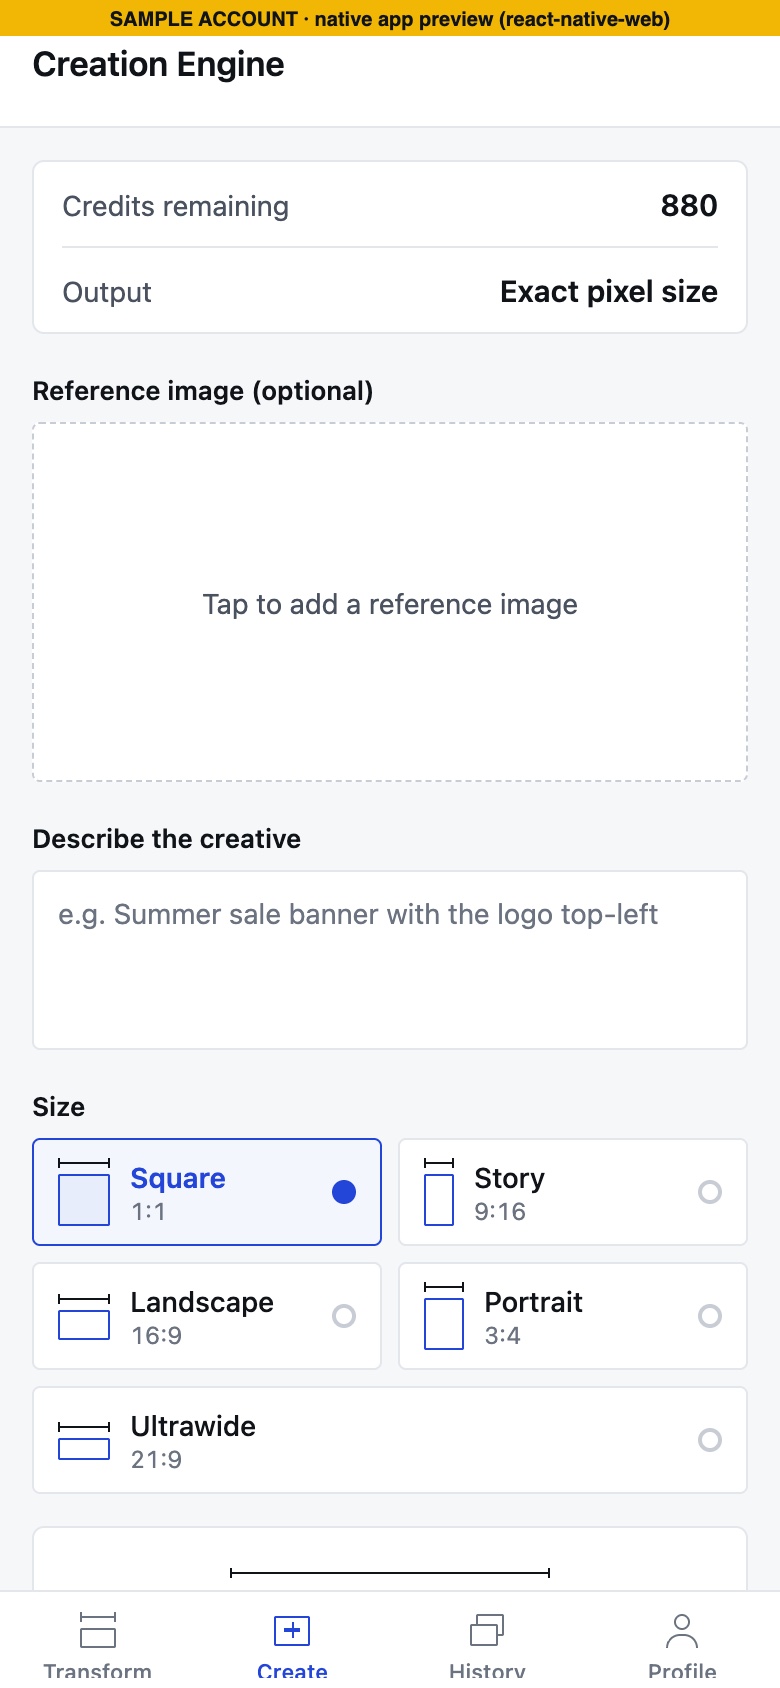 SAMPLE ACCOUNT · native app preview (react-native-web)
Creation Engine
Credits remaining 880
Output Exact pixel size
Reference image (optional)
Tap to add a reference image
Describe the creative
e.g. Summer sale banner with the logo top-left
Size
Square
1:1
Story
9:16
Landscape
16:9
Portrait
3:4
Ultrawide
21:9
Transform Create History Profile